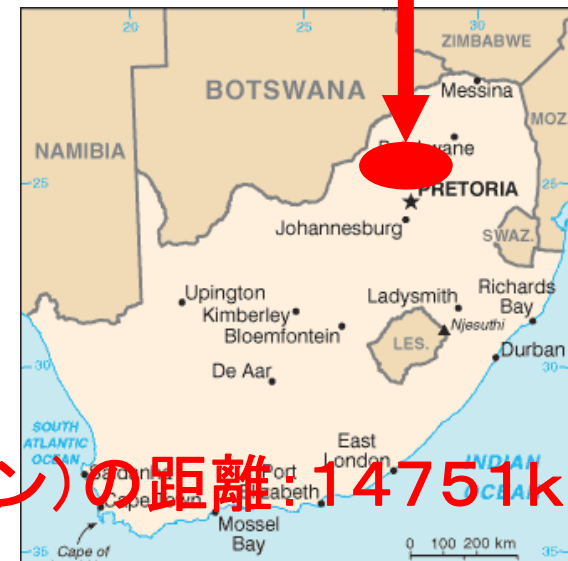 20
30
ZIMBABWE
BOTSWANA
Messina
MOZ.
NAMIBIA
25
25
PRETORIA
Johannesburg
SWAZ.
Upington
Ladysmith
Richards
Bay
Kimberley
Njesuthi
Bloemfontein
LES.
Durban
30
30
De Aar
SOUTH
ATLANTIC
OCEAN
East
London
INDIAN
OCEAN
Port
Elizabeth
ン)の距離:14751k
Cape Town
Mossel
Bay
35
Cape of
0 100 200 km
35